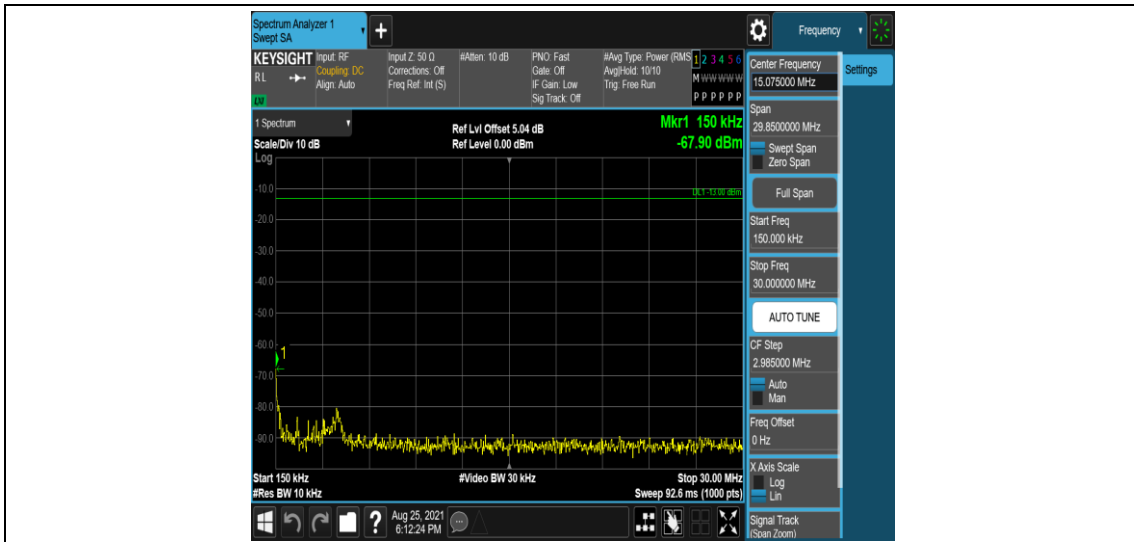 Spectrum Analyzer 1
Swept SA
+
Frequency
KEYSIGHT
RL
LXI
Input: RF
Coupling: DC
Align: Auto
Input Z: 50 Ω
Corrections: Off
Freq Ref: Int (S)
#Atten: 10 dB
PNO: Fast
Gate: Off
IF Gain: Low
Sig Track: Off
#Avg Type: Power (RMS
Avg|Hold: 10/10
Trig: Free Run
1 2 3 4 5 6
M W W W W W
P P P P P P
1 Spectrum
Scale/Div 10 dB
Log
Ref Lvl Offset 5.04 dB
Ref Level 0.00 dBm
Mkr1 150 kHz
-67.90 dBm
DL1 -13.00 dBm
-10.0
-20.0
-30.0
-40.0
-50.0
-60.0
1
-70.0
-80.0
-90.0
Start 150 kHz
#Res BW 10 kHz
#Video BW 30 kHz
Stop 30.00 MHz
Sweep 92.6 ms (1000 pts)
?
Aug 25, 2021
6:12:24 PM
Center Frequency
15.075000 MHz
Settings
Span
29.8500000 MHz
Swept Span
Zero Span
Full Span
Start Freq
150.000 kHz
Stop Freq
30.000000 MHz
AUTO TUNE
CF Step
2.985000 MHz
Auto
Man
Freq Offset
0 Hz
X Axis Scale
Log
Lin
Signal Track
(Span Zoom)